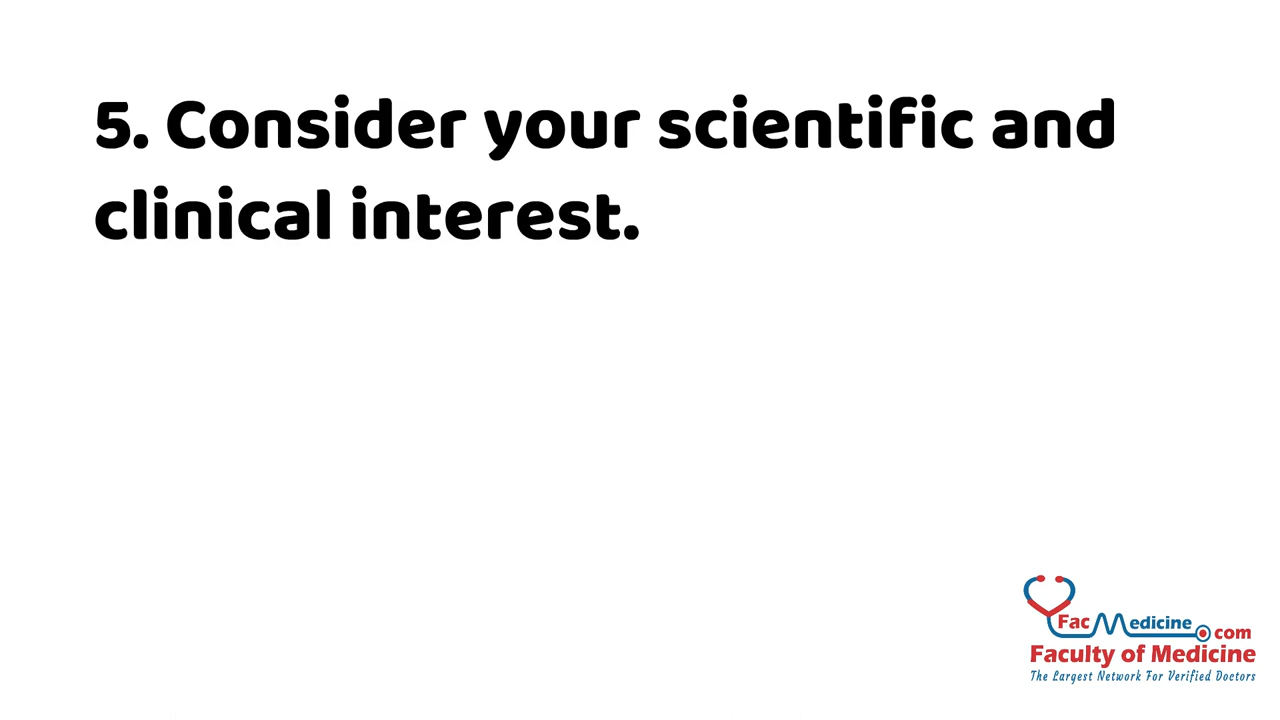 5. Consider your scientific and
clinical interest.
FacMedicine.com
Faculty of Medicine
The Largest Network For Verified Doctors